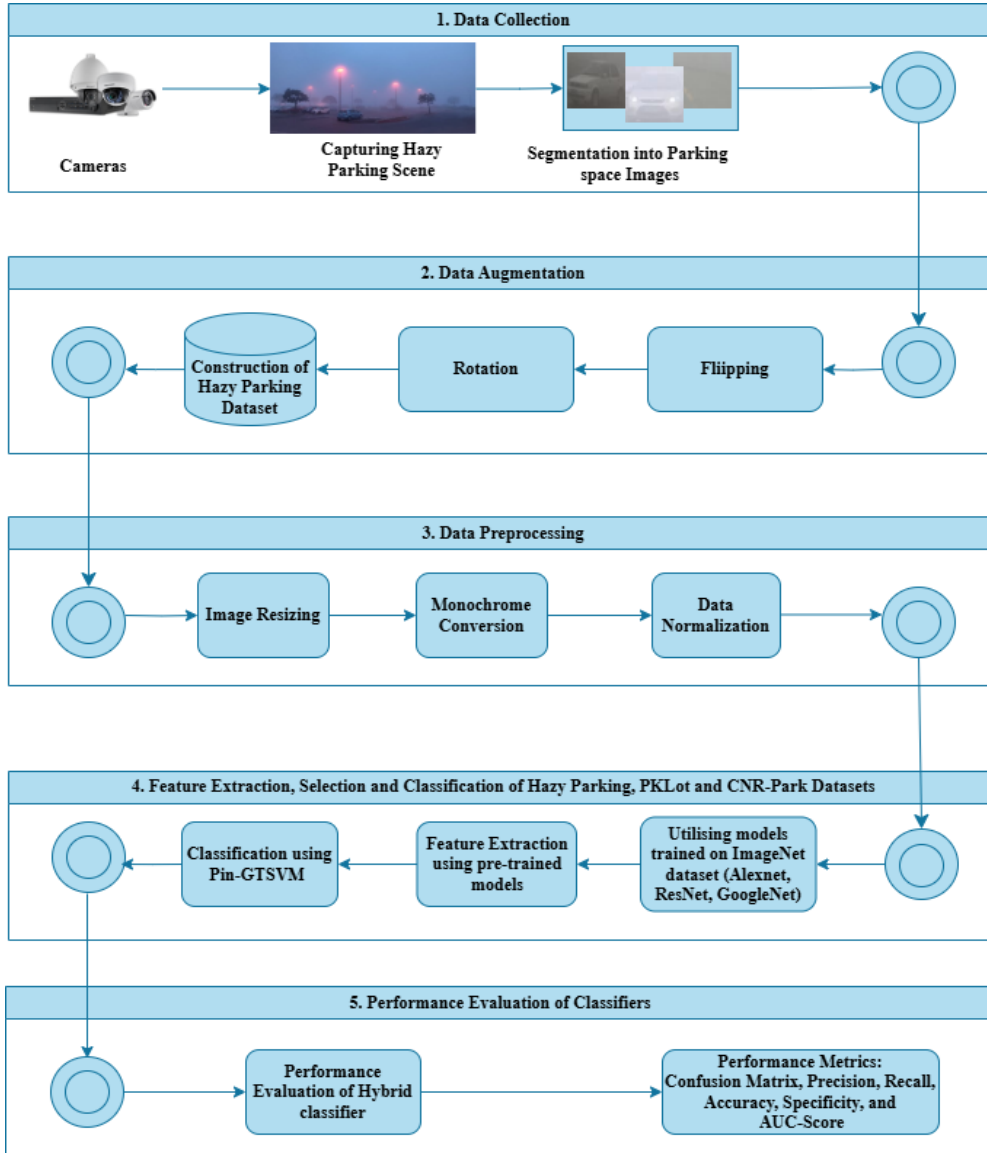 1. Data Collection
Cameras
Capturing Hazy
Parking Scene
Segmentation into Parking
space Images
2. Data Augmentation
Construction of
Hazy Parking
Dataset
Rotation
Fliipping
3. Data Preprocessing
Image Resizing
Monochrome
Conversion
Data
Normalization
4. Feature Extraction, Selection and Classification of Hazy Parking, PKLot and CNR-Park Datasets
Classification using
Pin-GTSVM
Feature Extraction
using pre-trained
models
Utilising models
trained on ImageNet
dataset (Alexnet,
ResNet, GoogleNet)
5. Performance Evaluation of Classifiers
Performance
Evaluation of Hybrid
classifier
Performance Metrics:
Confusion Matrix, Precision, Recall,
Accuracy, Specificity, and
AUC-Score